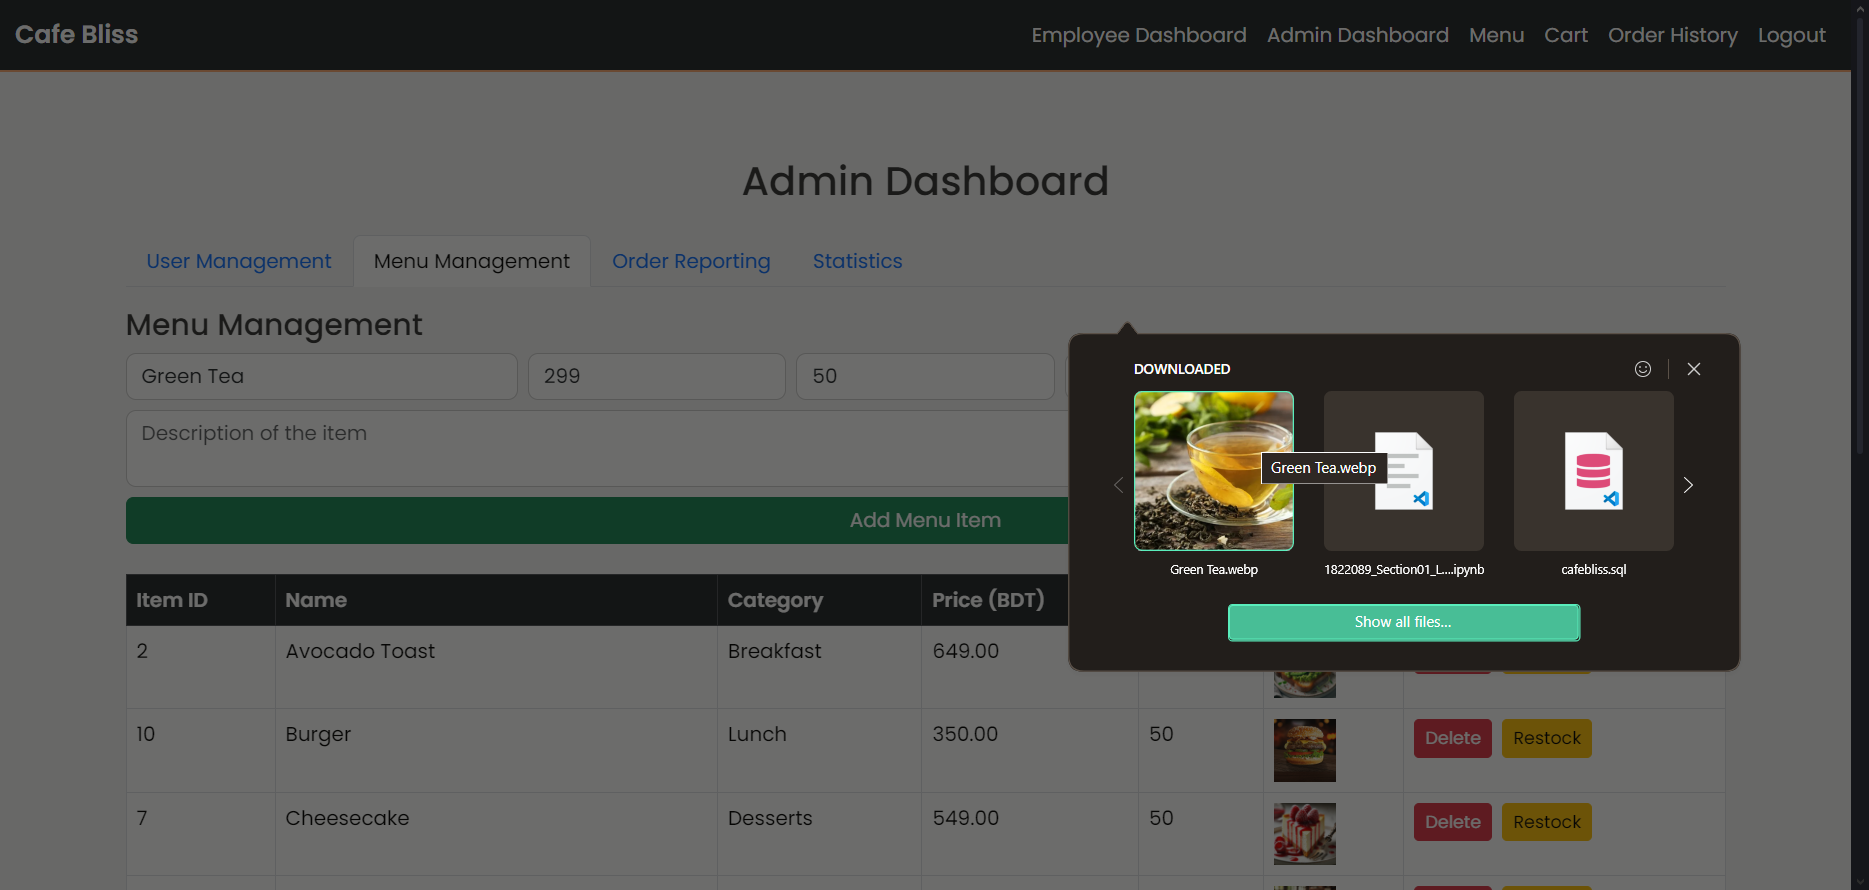 Cafe Bliss
Employee Dashboard Admin Dashboard Menu Cart Order History Logout
Admin Dashboard
User Management Menu Management Order Reporting Statistics
Menu Management
Green Tea 299 50
Description of the item
Add Menu Item
DOWNLOADED
Green Tea.webp
Green Tea.webp 1822089_Section01_L....ipynb cafebliss.sql
Show all files...
Item ID Name Category Price (BDT)
2 Avocado Toast Breakfast 649.00
10 Burger Lunch 350.00 50 Delete Restock
7 Cheesecake Desserts 549.00 50 Delete Restock